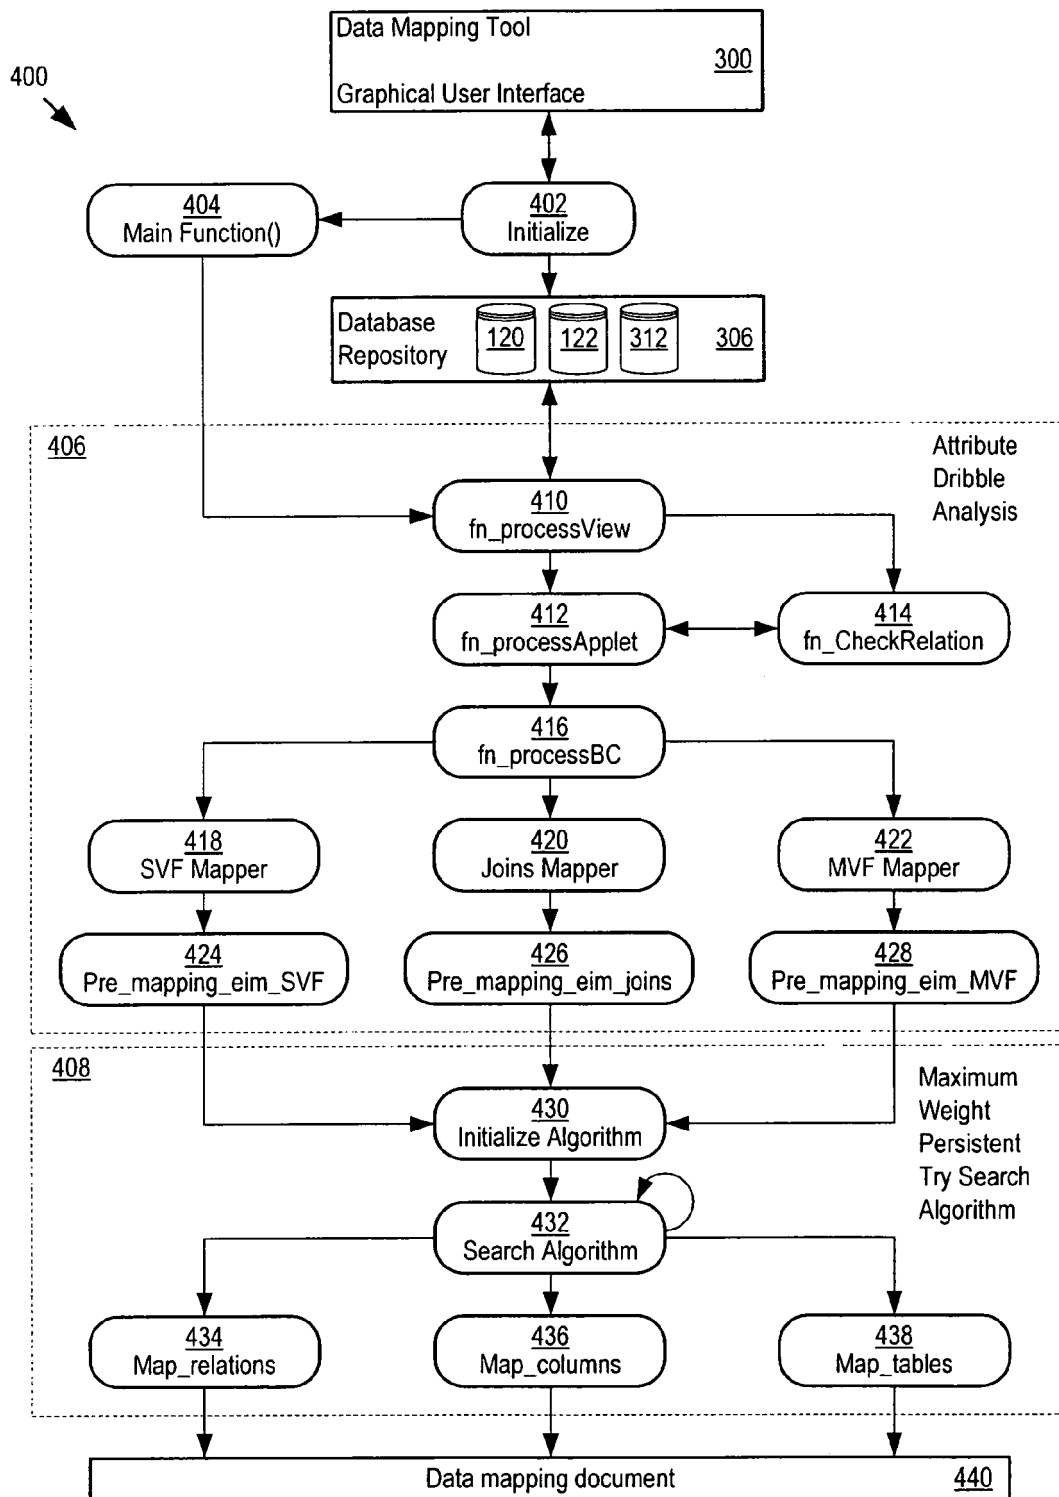 Data Mapping Tool
300
Graphical User Interface
400
404
Main Function()
402
Initialize
Database
Repository
120
122
312
306
406
Attribute
Dribble
Analysis
410
fn_processView
412
fn_processApplet
414
fn_CheckRelation
416
fn_processBC
418
SVF Mapper
420
Joins Mapper
422
MVF Mapper
424
Pre_mapping_eim_SVF
426
Pre_mapping_eim_joins
428
Pre_mapping_eim_MVF
408
Maximum
Weight
Persistent
Try Search
Algorithm
430
Initialize Algorithm
432
Search Algorithm
434
Map_relations
436
Map_columns
438
Map_tables
Data mapping document
440